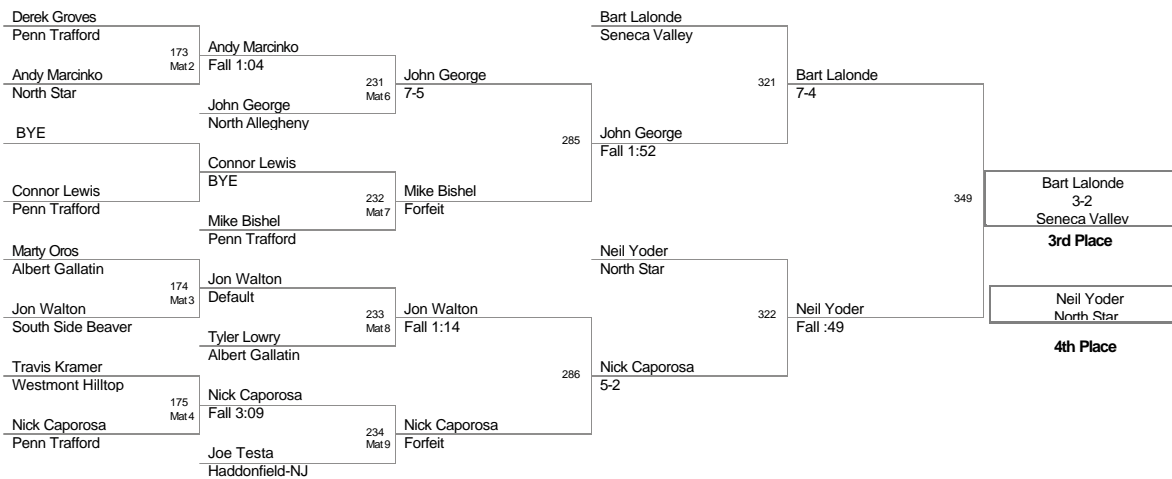 Derek Groves
Penn Trafford
173
Mat 2
Andy Marcinko
North Star
BYE
Connor Lewis
Penn Trafford
Marty Oros
Albert Gallatin
174
Mat 3
Jon Walton
South Side Beaver
Travis Kramer
Westmont Hilltop
175
Mat 4
Nick Caporosa
Penn Trafford
Andy Marcinko
Fall 1:04
231
Mat 6
John George
North Allegheny
Connor Lewis
BYE
232
Mat 7
Mike Bishel
Penn Trafford
Jon Walton
Default
233
Mat 8
Tyler Lowry
Albert Gallatin
Nick Caporosa
Fall 3:09
234
Mat 9
Joe Testa
Haddonfield-NJ
John George
7-5
285
Mike Bishel
Forfeit
Jon Walton
Fall 1:14
286
Nick Caporosa
Forfeit
Bart Lalonde
Seneca Valley
321
John George
Fall 1:52
Neil Yoder
North Star
322
Nick Caporosa
5-2
Bart Lalonde
7-4
349
Neil Yoder
Fall :49
Bart Lalonde
3-2
Seneca Valley
3rd Place
Neil Yoder
North Star
4th Place